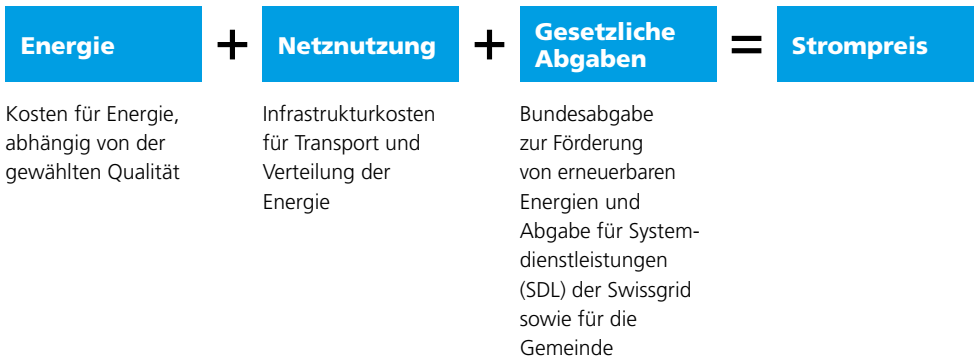 Energie
+
Netznutzung
+
Gesetzliche
Abgaben
=
Strompreis
Kosten für Energie,
abhängig von der
gewählten Qualität
Infrastrukturkosten
für Transport und
Verteilung der
Energie
Bundesabgabe
zur Förderung
von erneuerbaren
Energien und
Abgabe für System-
dienstleistungen
(SDL) der Swissgrid
sowie für die
Gemeinde